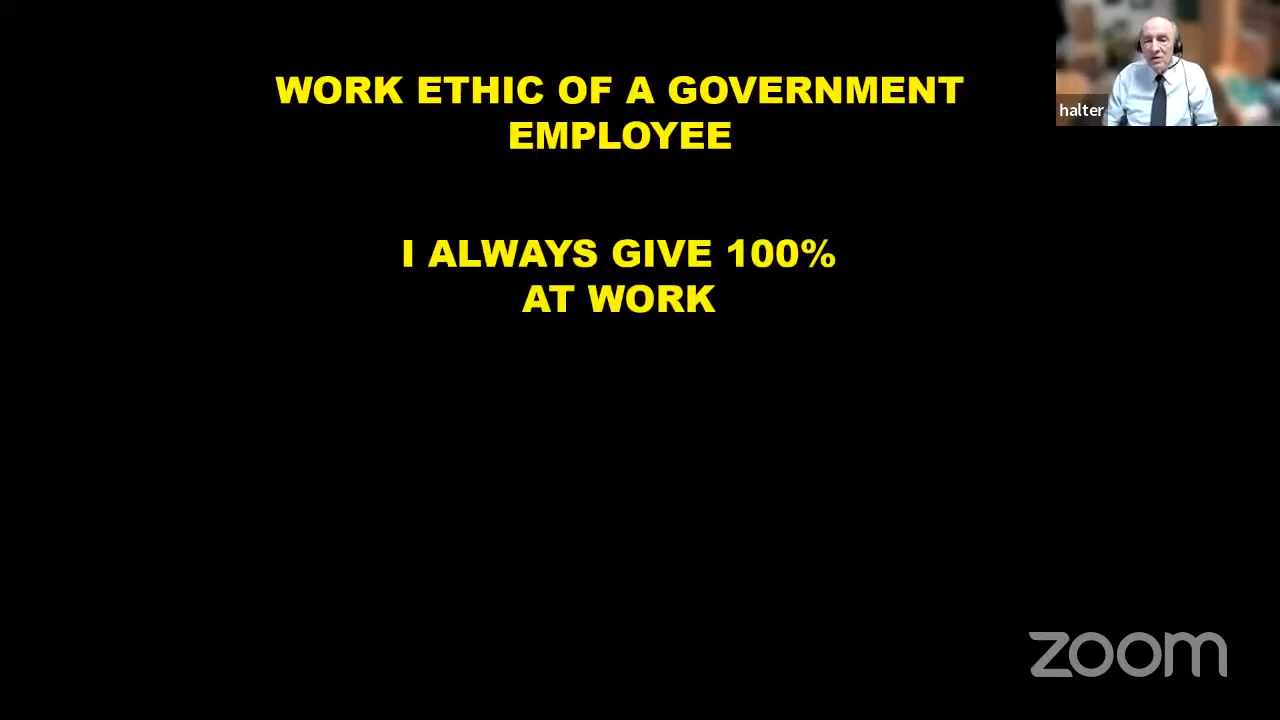 WORK ETHIC OF A GOVERNMENT
EMPLOYEE
I ALWAYS GIVE 100%
AT WORK
halter
zoom